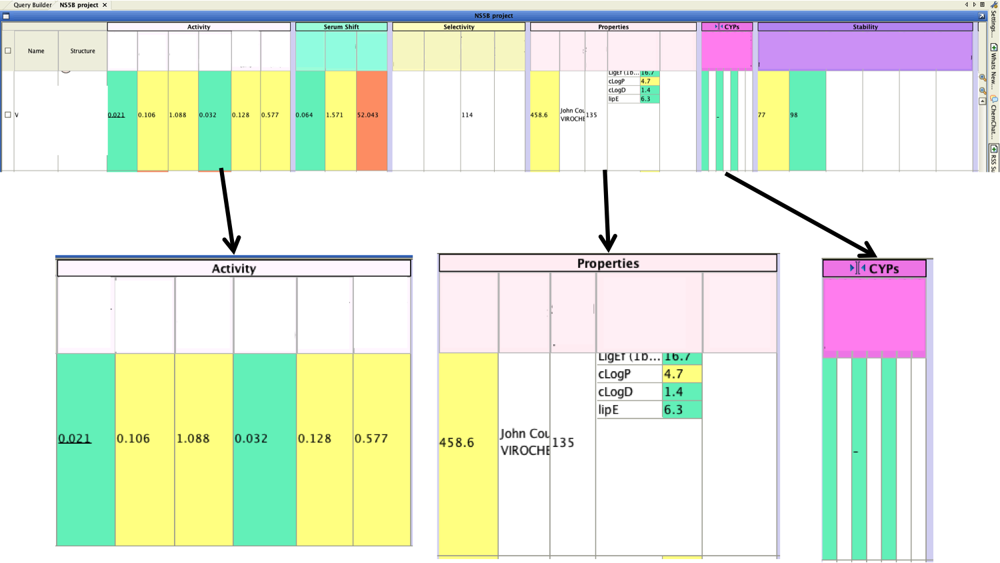 Query Builder
NS5B project
NS5B project
Activity
Serum Shift
Selectivity
Properties
CYPs
Stability
Name
Structure
LigEf (1b... 16.7
cLogP 4.7
cLogD 1.4
lipE 6.3
V
0.021
0.106
1.088
0.032
0.128
0.577
0.064
1.571
52.043
114
458.6
John Cou
VIROCHE
135
-
77
98
Settings...
Whats New...
ChemChat...
RSS Su
Activity
0.021
0.106
1.088
0.032
0.128
0.577
Properties
LigEf (1b... 16.7
cLogP 4.7
cLogD 1.4
lipE 6.3
458.6
John Cou
VIROCHE
135
CYPs
-